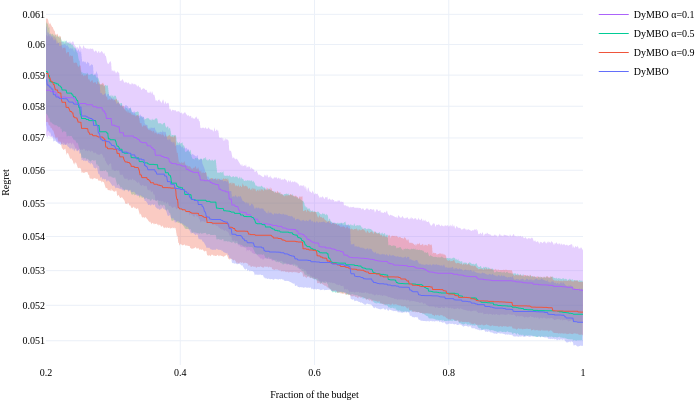 0.061
0.06
0.059
0.058
0.057
0.056
0.055
0.054
0.053
0.052
0.051
Regret
0.2
0.4
0.6
0.8
1
Fraction of the budget
DyMBO α=0.1
DyMBO α=0.5
DyMBO α=0.9
DyMBO